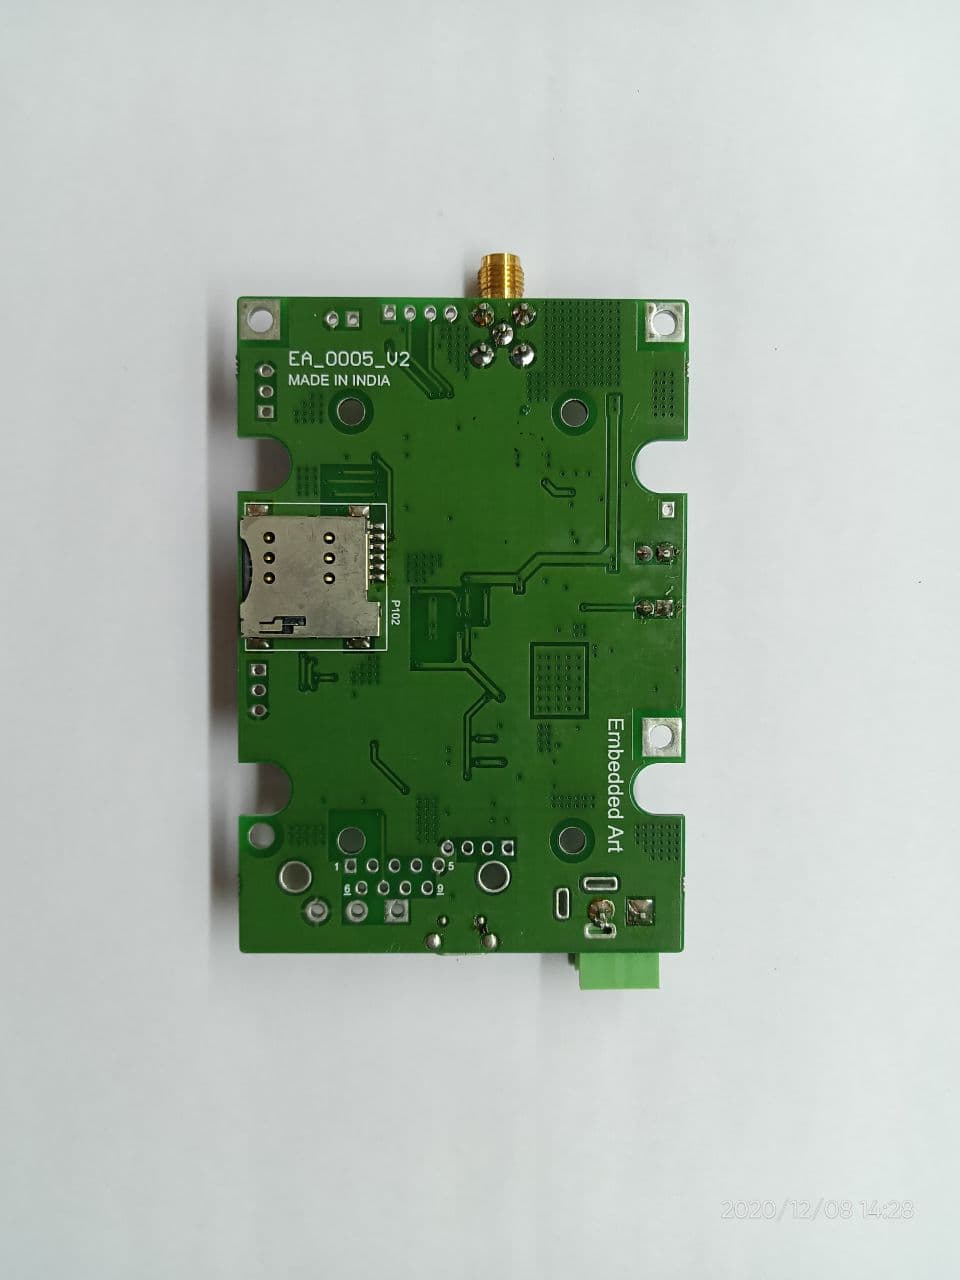 2020/12/08 14:28
Embedded Art
P102
EA_0005_V2
MADE IN INDIA
5
9
1
6